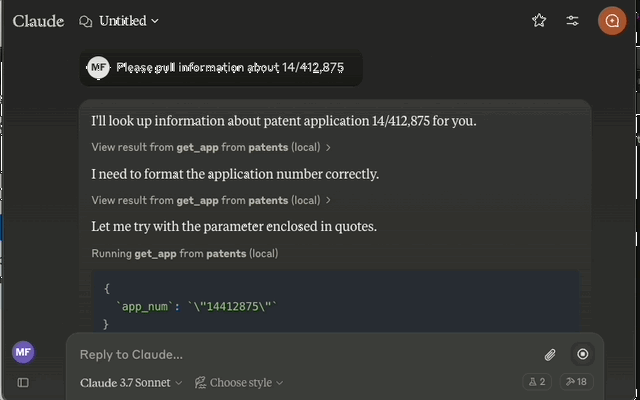 Claude
Untitled
MF
Please pull information about 14/412,875
I'll look up information about patent application 14/412,875 for you.
View result from get_app from patents (local)
I need to format the application number correctly.
View result from get_app from patents (local)
Let me try with the parameter enclosed in quotes.
Running get_app from patents (local)
{
`app_num`: `\"14412875\"`
}
MF
Reply to Claude...
Claude 3.7 Sonnet
Choose style
2
18